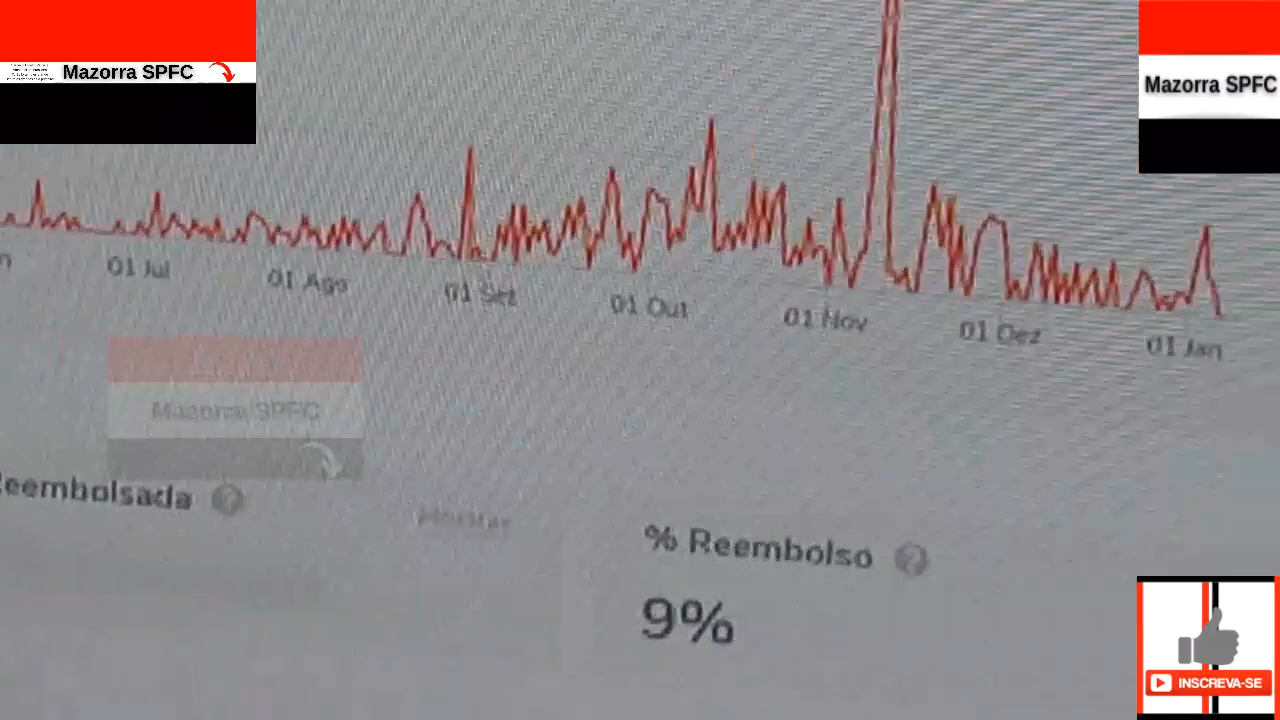 Mazorra SPFC
Mazorra SPFC
01 Jul
01 Ago
01 Set
01 Out
01 Nov
01 Dez
01 Jan
Mazorra SPFC
Reembolsada
% Reembolso
9%
INSCREVA-SE